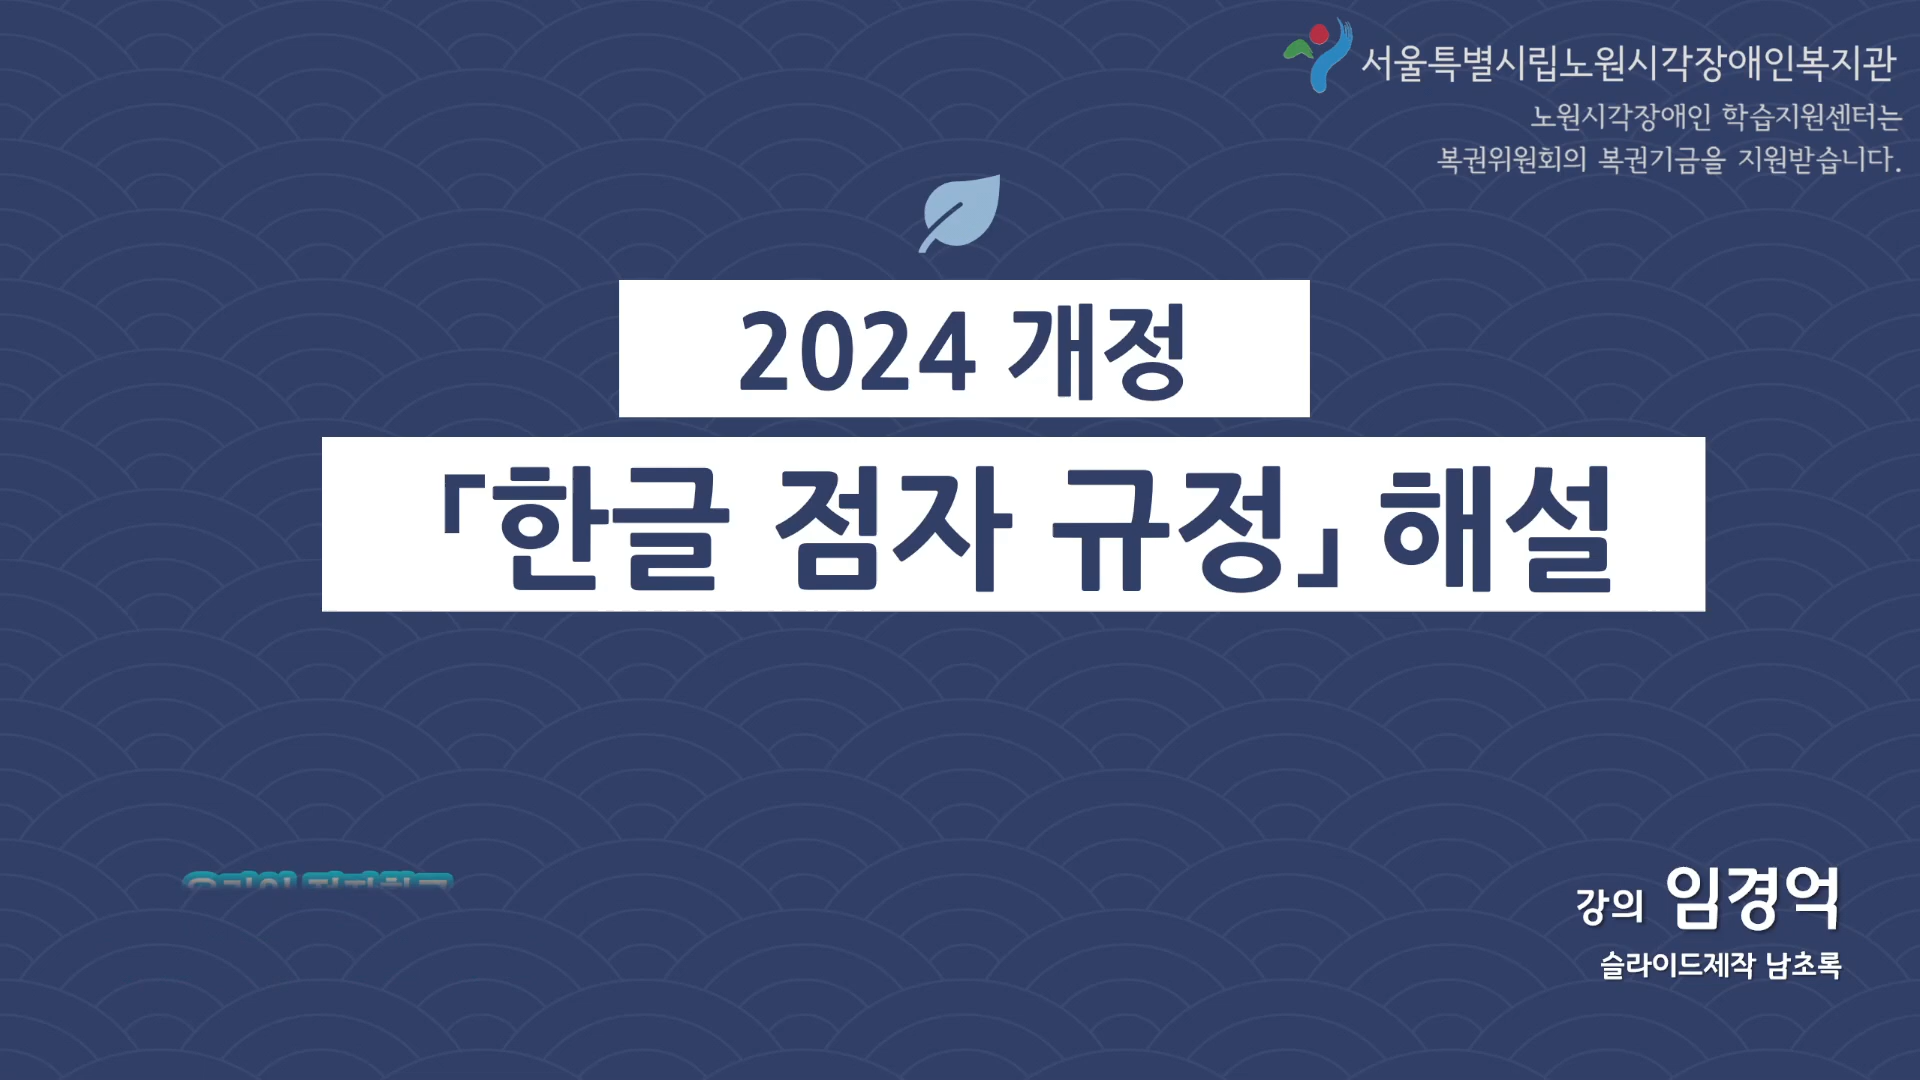 서울특별시립노원시각장애인복지관
노원시각장애인 학습지원센터는
복권위원회의 복권기금을 지원받습니다.
2024 개정
「한글 점자 규정」 해설
강의 임경억
슬라이드제작 남초록